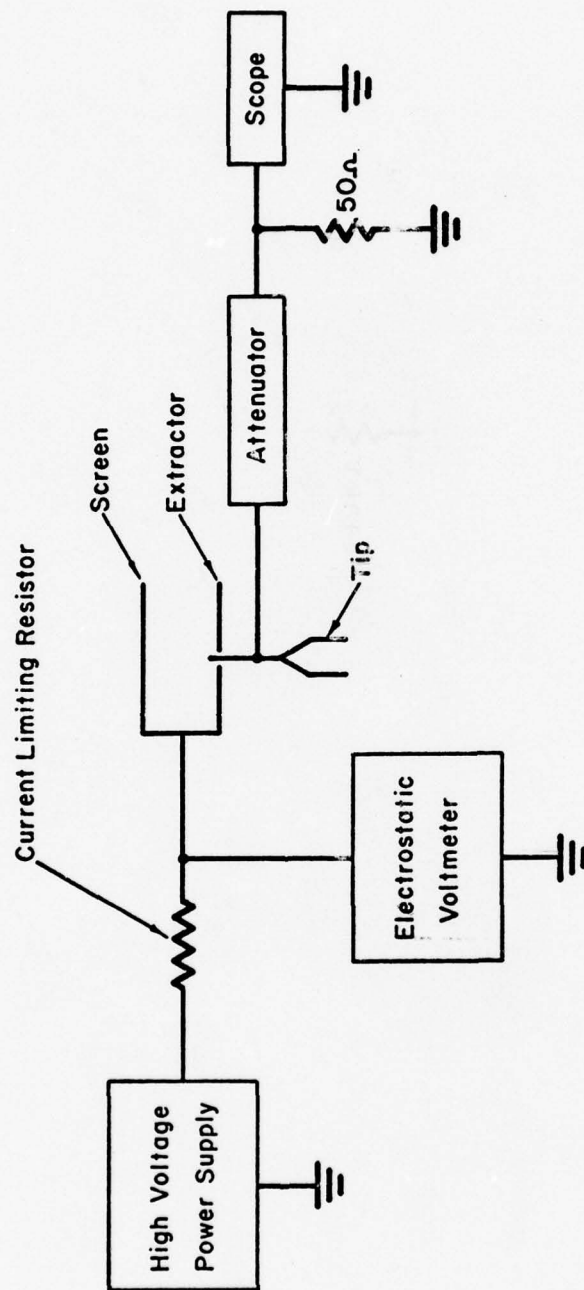 Current Limiting Resistor
Screen
Extractor
High Voltage
Power Supply
Electrostatic
Voltmeter
Tip
Attenuator
Scope
50Ω